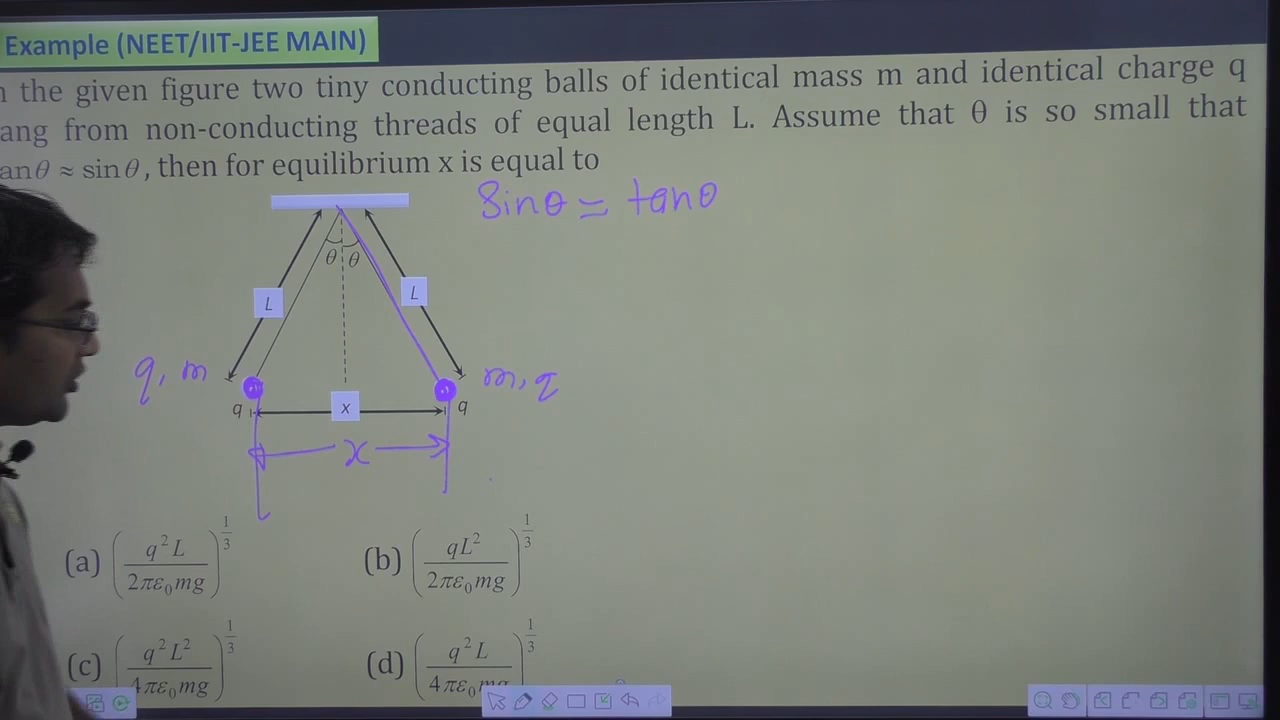 Example (NEET/IIT-JEE MAIN)
n the given figure two tiny conducting balls of identical mass m and identical charge q
ang from non-conducting threads of equal length L. Assume that θ is so small that
anθ ≈ sinθ, then for equilibrium x is equal to
Sinθ = tanθ
θ θ
L L
q, m m, q
q x q
x
(a) (q²L / 2πε₀mg)^(1/3) (b) (qL² / 2πε₀mg)^(1/3)
(c) (q²L² / 4πε₀mg)^(1/3) (d) (q²L / 4πε₀mg)^(1/3)